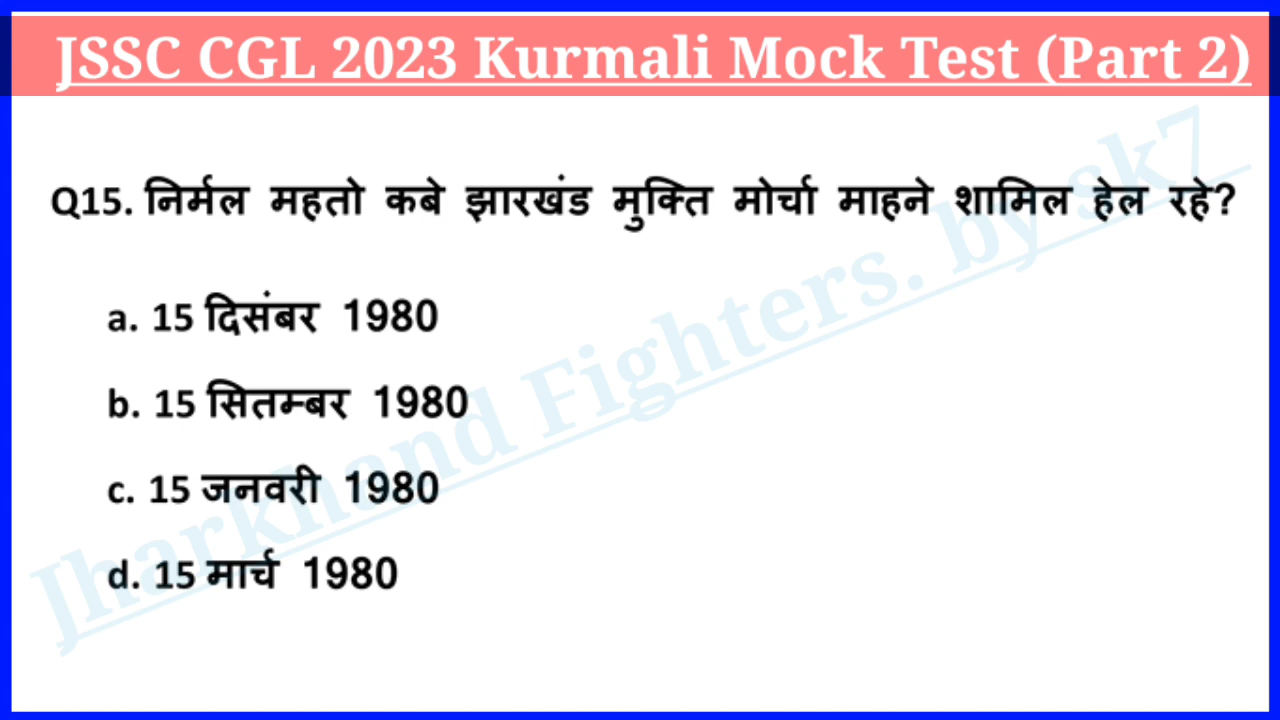 JSSC CGL 2023 Kurmali Mock Test (Part 2)
Q15. निर्मल महतो कबे झारखंड मुक्ति मोर्चा माहने शामिल हेल रहे?
a. 15 दिसंबर 1980
b. 15 सितम्बर 1980
c. 15 जनवरी 1980
d. 15 मार्च 1980
Jharkhand Fighters. by sk7